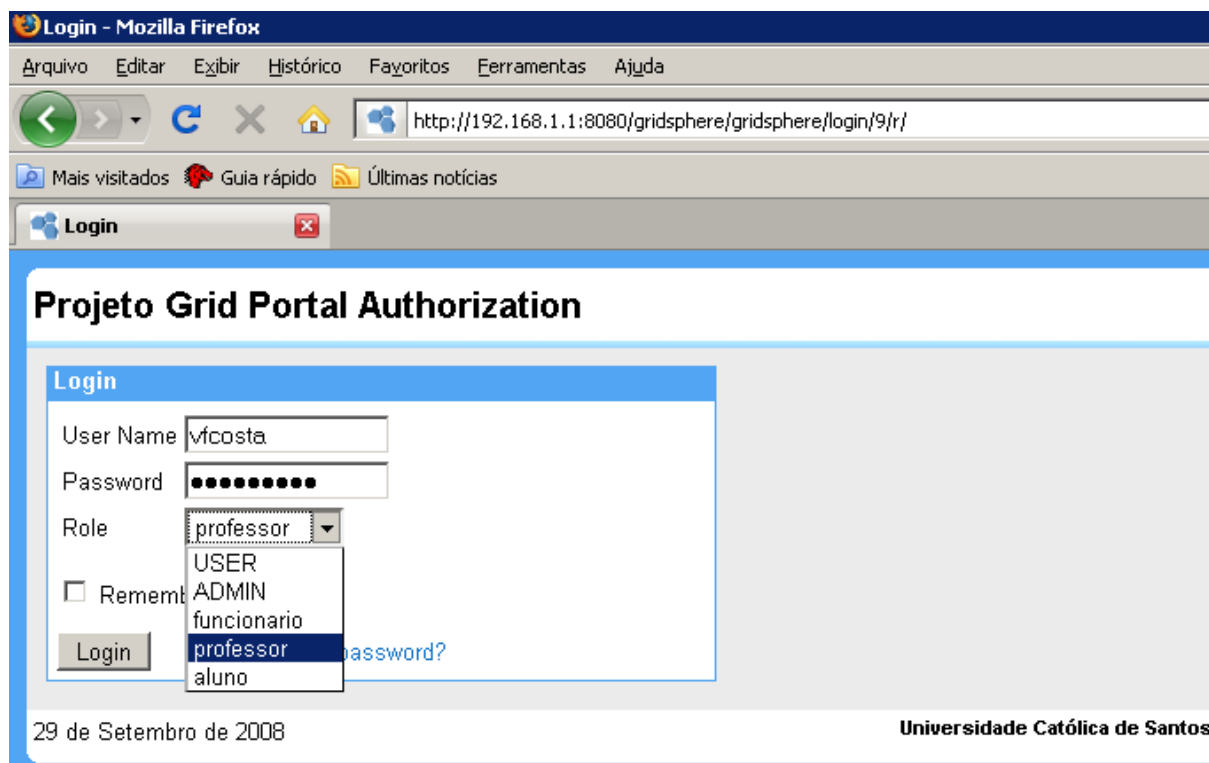 Login - Mozilla Firefox
Arquivo Editar Exibir Histórico Favoritos Ferramentas Ajuda
http://192.168.1.1:8080/gridsphere/gridsphere/login/9/r/
Mais visitados Guia rápido Últimas notícias
Login
Projeto Grid Portal Authorization
Login
User Name vfcosta
Password •••••••••
Role professor
USER
ADMIN
funcionario
professor
aluno
Login password?
29 de Setembro de 2008 Universidade Católica de Santos